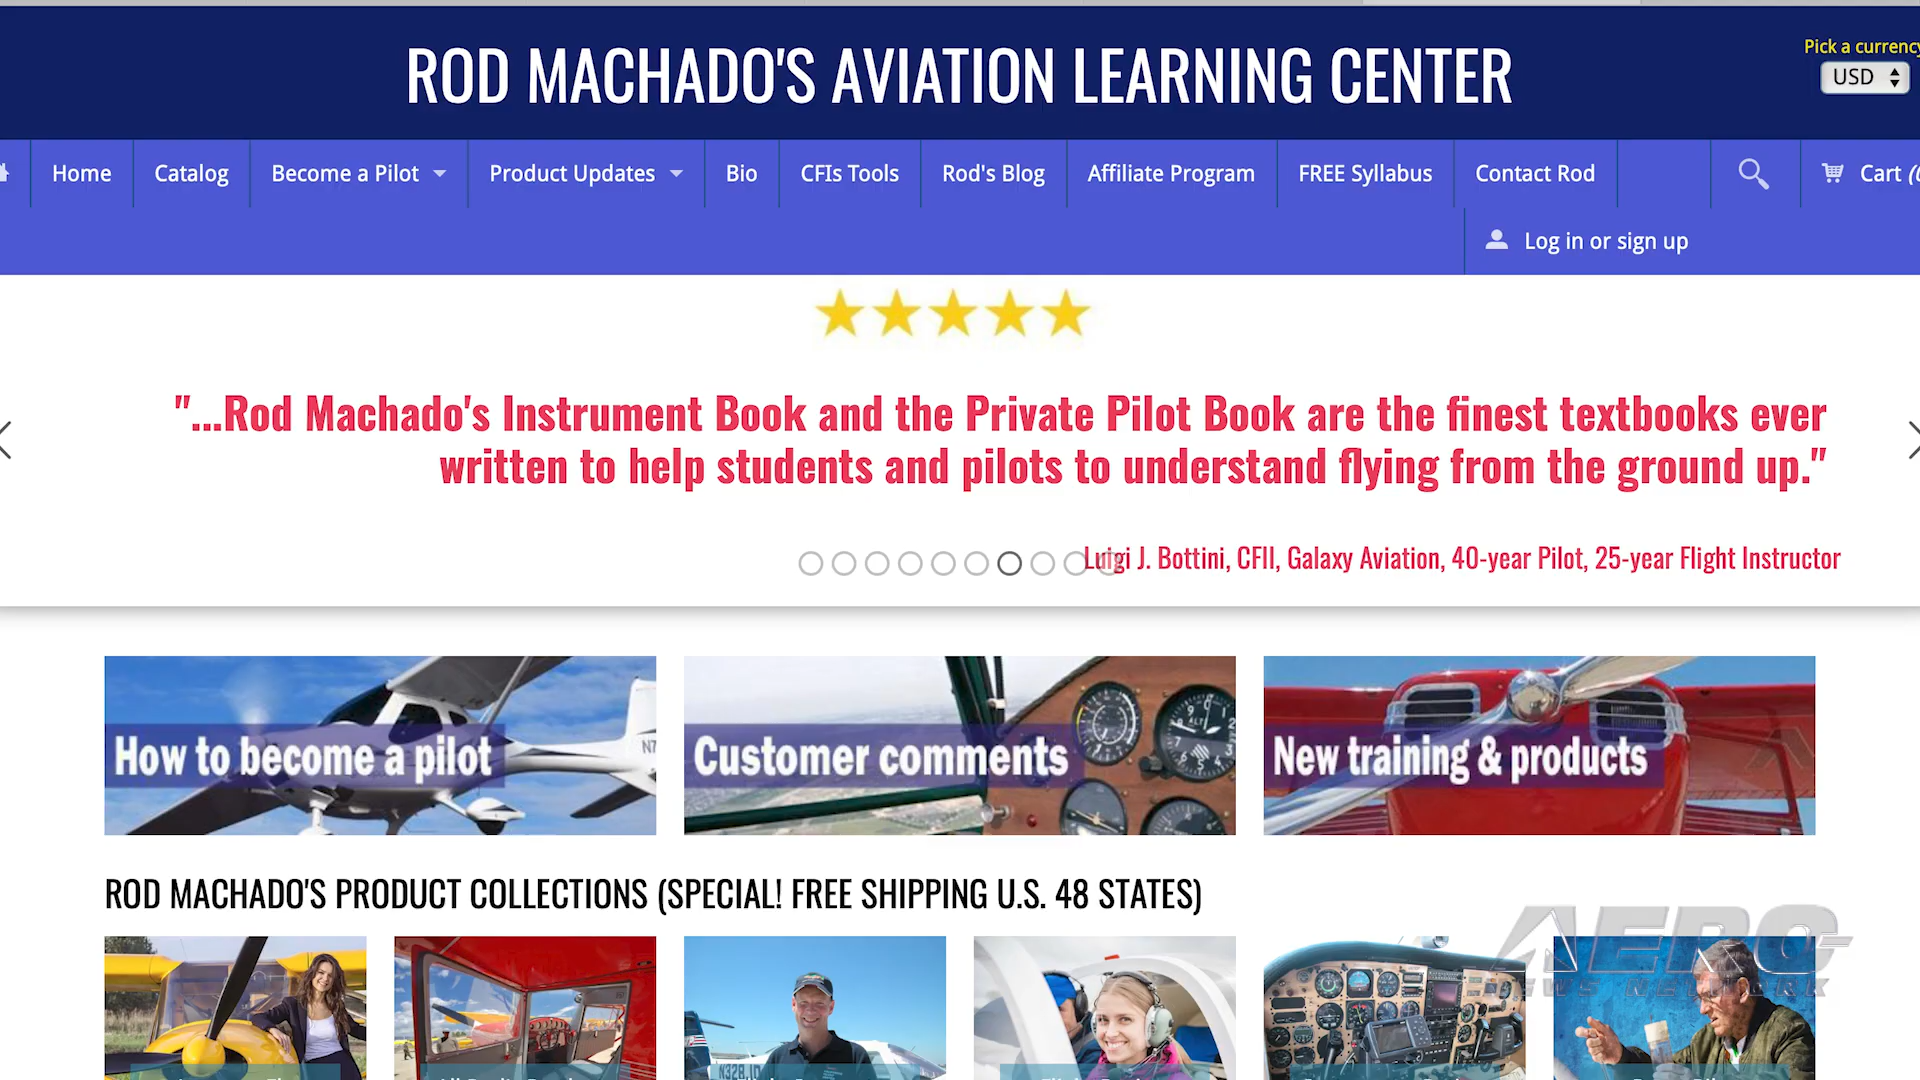 ROD MACHADO'S AVIATION LEARNING CENTER
Pick a currency
USD
Home
Catalog
Become a Pilot
Product Updates
Bio
CFIs Tools
Rod's Blog
Affiliate Program
FREE Syllabus
Contact Rod
Cart
Log in or sign up
"...Rod Machado's Instrument Book and the Private Pilot Book are the finest textbooks ever
written to help students and pilots to understand flying from the ground up."
Luigi J. Bottini, CFII, Galaxy Aviation, 40-year Pilot, 25-year Flight Instructor
How to become a pilot
Customer comments
New training & products
ROD MACHADO'S PRODUCT COLLECTIONS (SPECIAL! FREE SHIPPING U.S. 48 STATES)
AERO
NEWS NETWORK